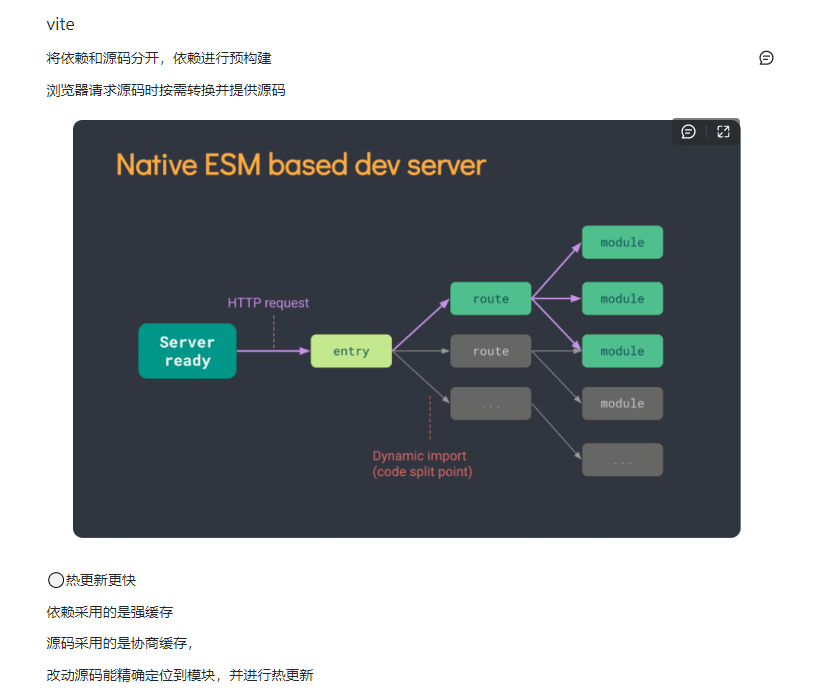 vite
将依赖和源码分开，依赖进行预构建
浏览器请求源码时按需转换并提供源码
Native ESM based dev server
module
HTTP request
route
module
Server
ready
entry
route
module
...
module
Dynamic import
(code split point)
...
热更新更快
依赖采用的是强缓存
源码采用的是协商缓存，
改动源码能精确定位到模块，并进行热更新